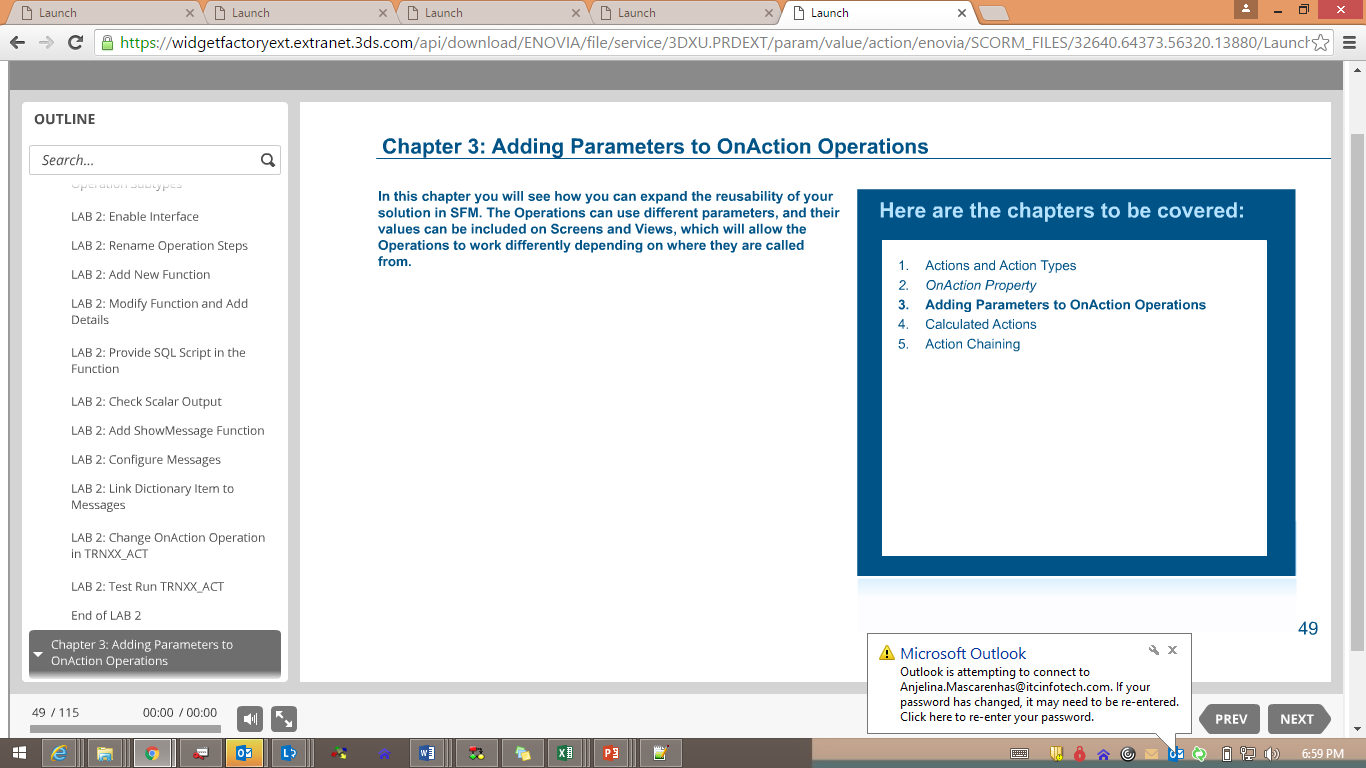 Launch
Launch
Launch
Launch
Launch
https://widgetfactoryext.extranet.3ds.com/api/download/ENOVIA/file/service/3DXU.PRDEXT/param/value/action/enovia/SCORM_FILES/32640.64373.56320.13880/Launch
OUTLINE
Search...
Operation Subtypes
LAB 2: Enable Interface
LAB 2: Rename Operation Steps
LAB 2: Add New Function
LAB 2: Modify Function and Add
Details
LAB 2: Provide SQL Script in the
Function
LAB 2: Check Scalar Output
LAB 2: Add ShowMessage Function
LAB 2: Configure Messages
LAB 2: Link Dictionary Item to
Messages
LAB 2: Change OnAction Operation
in TRNXX_ACT
LAB 2: Test Run TRNXX_ACT
End of LAB 2
Chapter 3: Adding Parameters to
OnAction Operations
49 / 115
00:00 / 00:00
Chapter 3: Adding Parameters to OnAction Operations
In this chapter you will see how you can expand the reusability of your
solution in SFM. The Operations can use different parameters, and their
values can be included on Screens and Views, which will allow the
Operations to work differently depending on where they are called
from.
Here are the chapters to be covered:
1. Actions and Action Types
2. OnAction Property
3. Adding Parameters to OnAction Operations
4. Calculated Actions
5. Action Chaining
49
Microsoft Outlook
Outlook is attempting to connect to
Anjelina.Mascarenhas@itcinfotech.com. If your
password has changed, it may need to be re-entered.
Click here to re-enter your password.
PREV
NEXT
6:59 PM